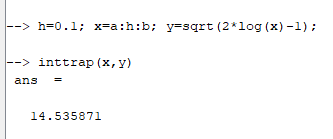 --> h=0.1; x=a:h:b; y=sqrt(2*log(x)-1);
--> inttrap(x,y)
ans  =
14.535871